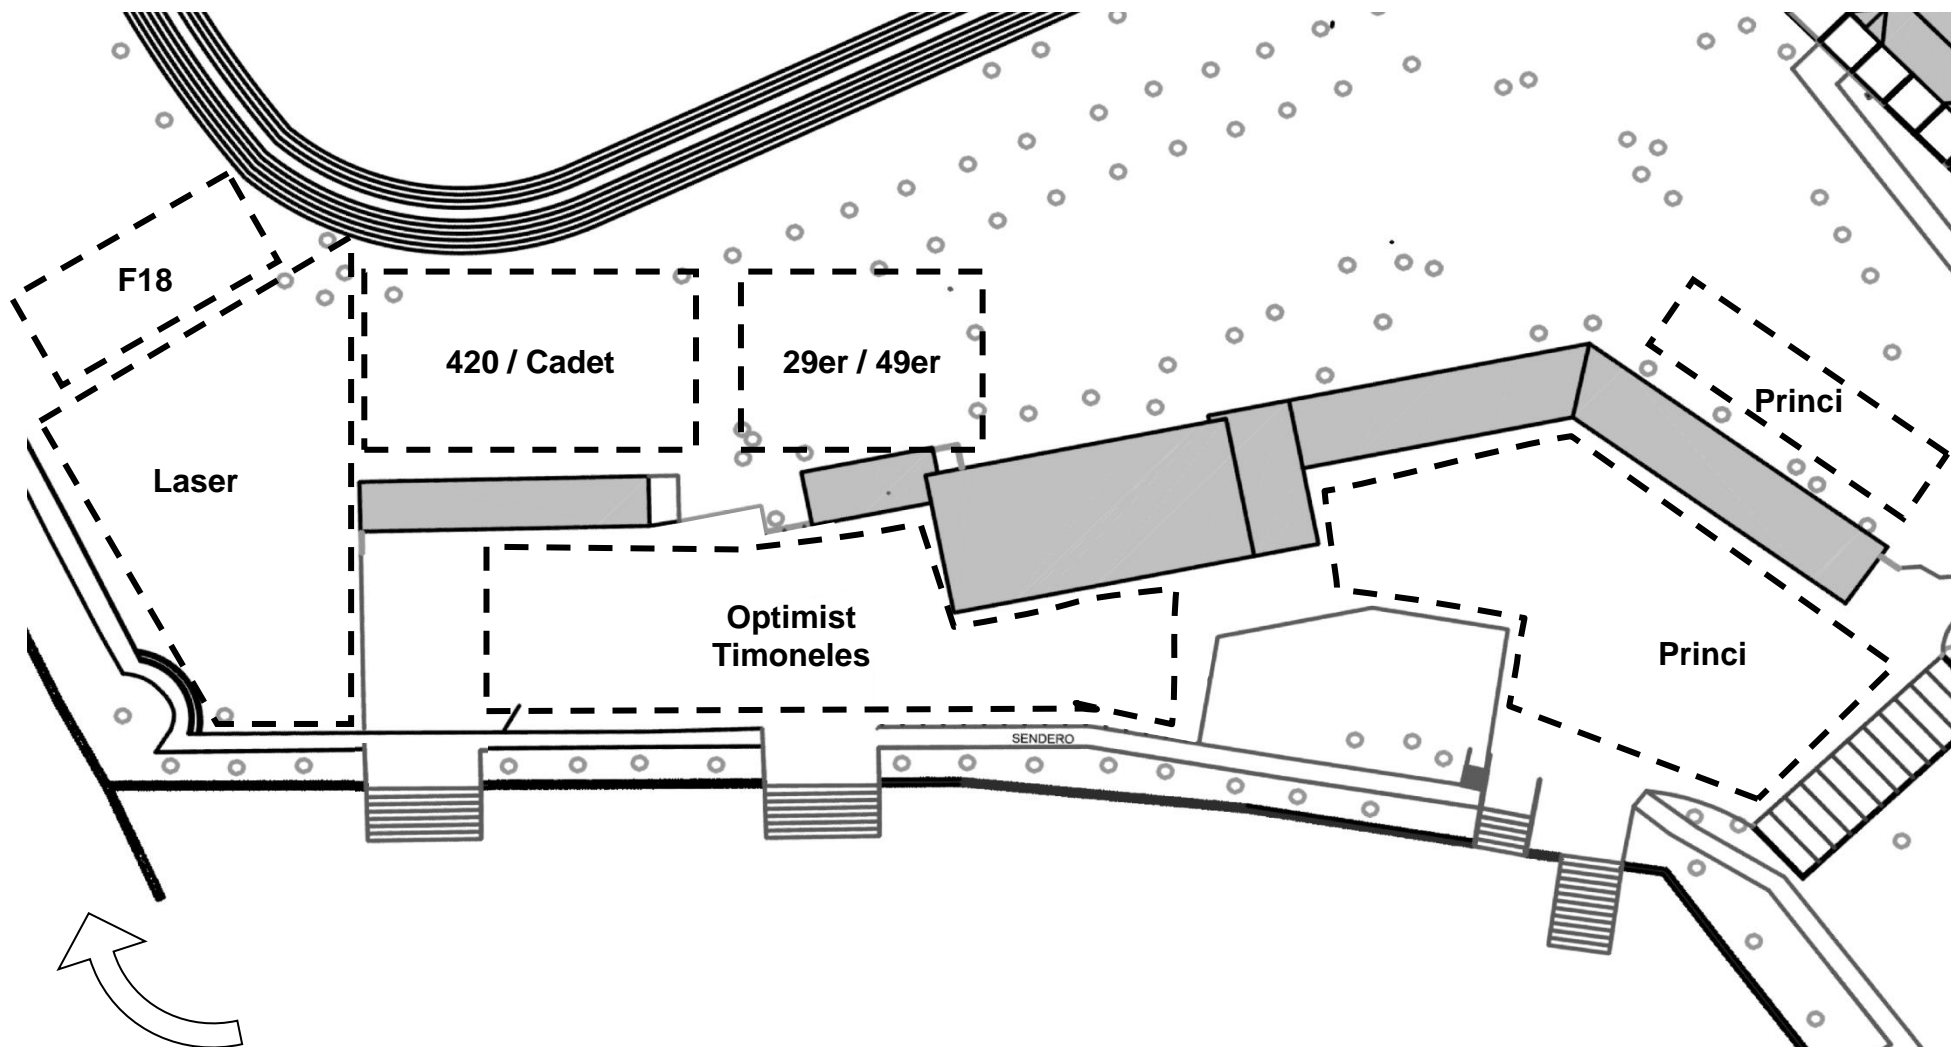 F18
420 / Cadet
29er / 49er
Princi
Laser
Optimist
Timoneles
Princi
SENDERO